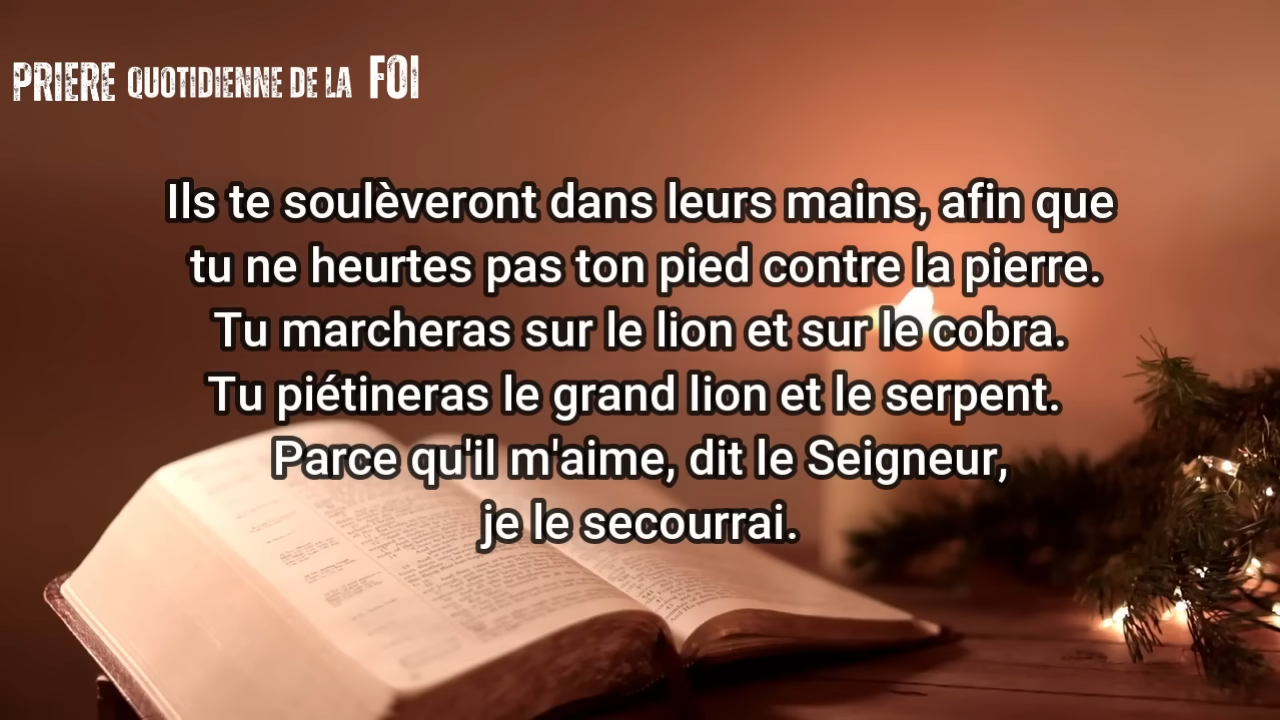 PRIERE QUOTIDIENNE DE LA FOI
Ils te soulèveront dans leurs mains, afin que
tu ne heurtes pas ton pied contre la pierre.
Tu marcheras sur le lion et sur le cobra.
Tu piétineras le grand lion et le serpent.
Parce qu'il m'aime, dit le Seigneur,
je le secourrai.